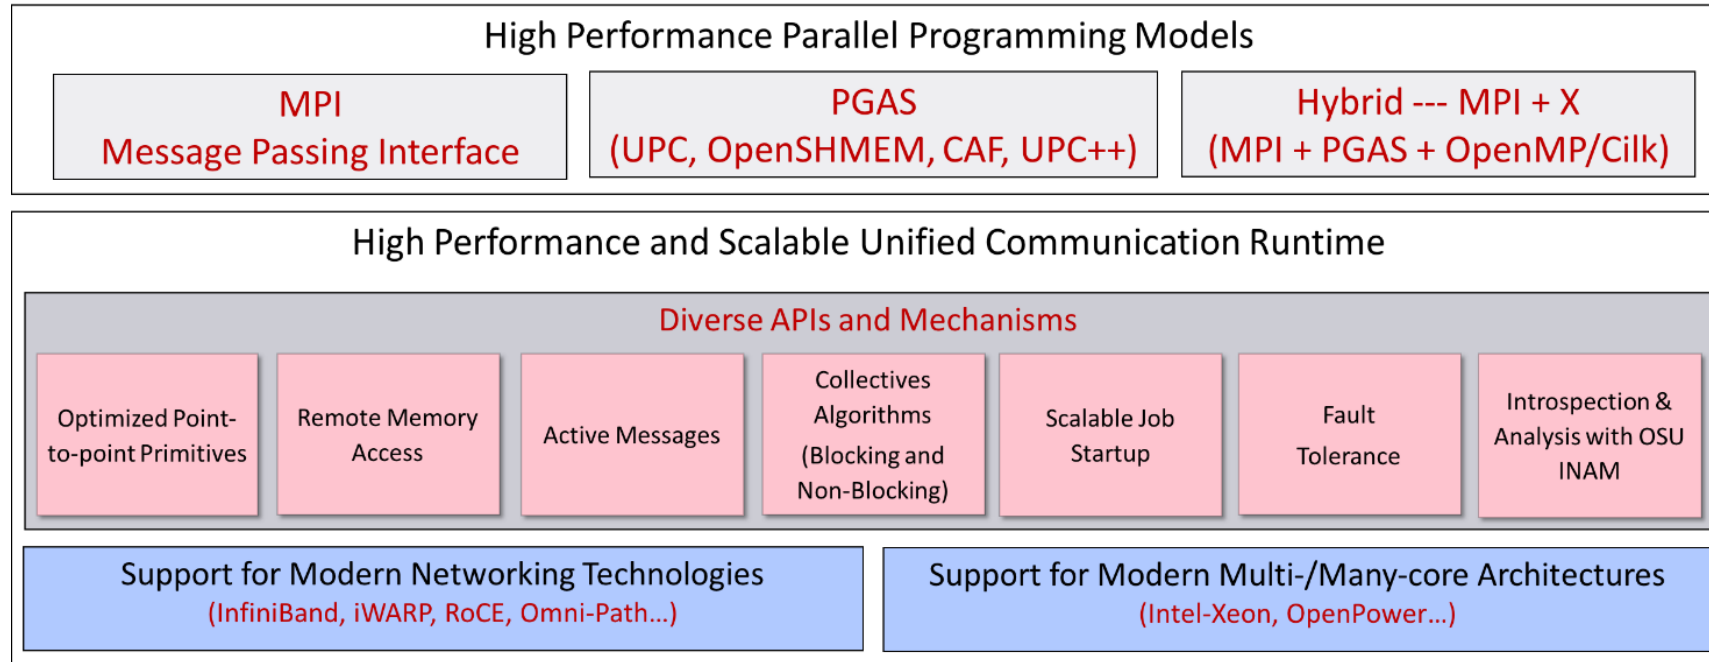 High Performance Parallel Programming Models
MPI
Message Passing Interface
PGAS
(UPC, OpenSHMEM, CAF, UPC++)
Hybrid --- MPI + X
(MPI + PGAS + OpenMP/Cilk)
High Performance and Scalable Unified Communication Runtime
Diverse APIs and Mechanisms
Optimized Point-
to-point Primitives
Remote Memory
Access
Active Messages
Collectives
Algorithms
(Blocking and
Non-Blocking)
Scalable Job
Startup
Fault
Tolerance
Introspection &
Analysis with OSU
INAM
Support for Modern Networking Technologies
(InfiniBand, iWARP, RoCE, Omni-Path...)
Support for Modern Multi-/Many-core Architectures
(Intel-Xeon, OpenPower...)